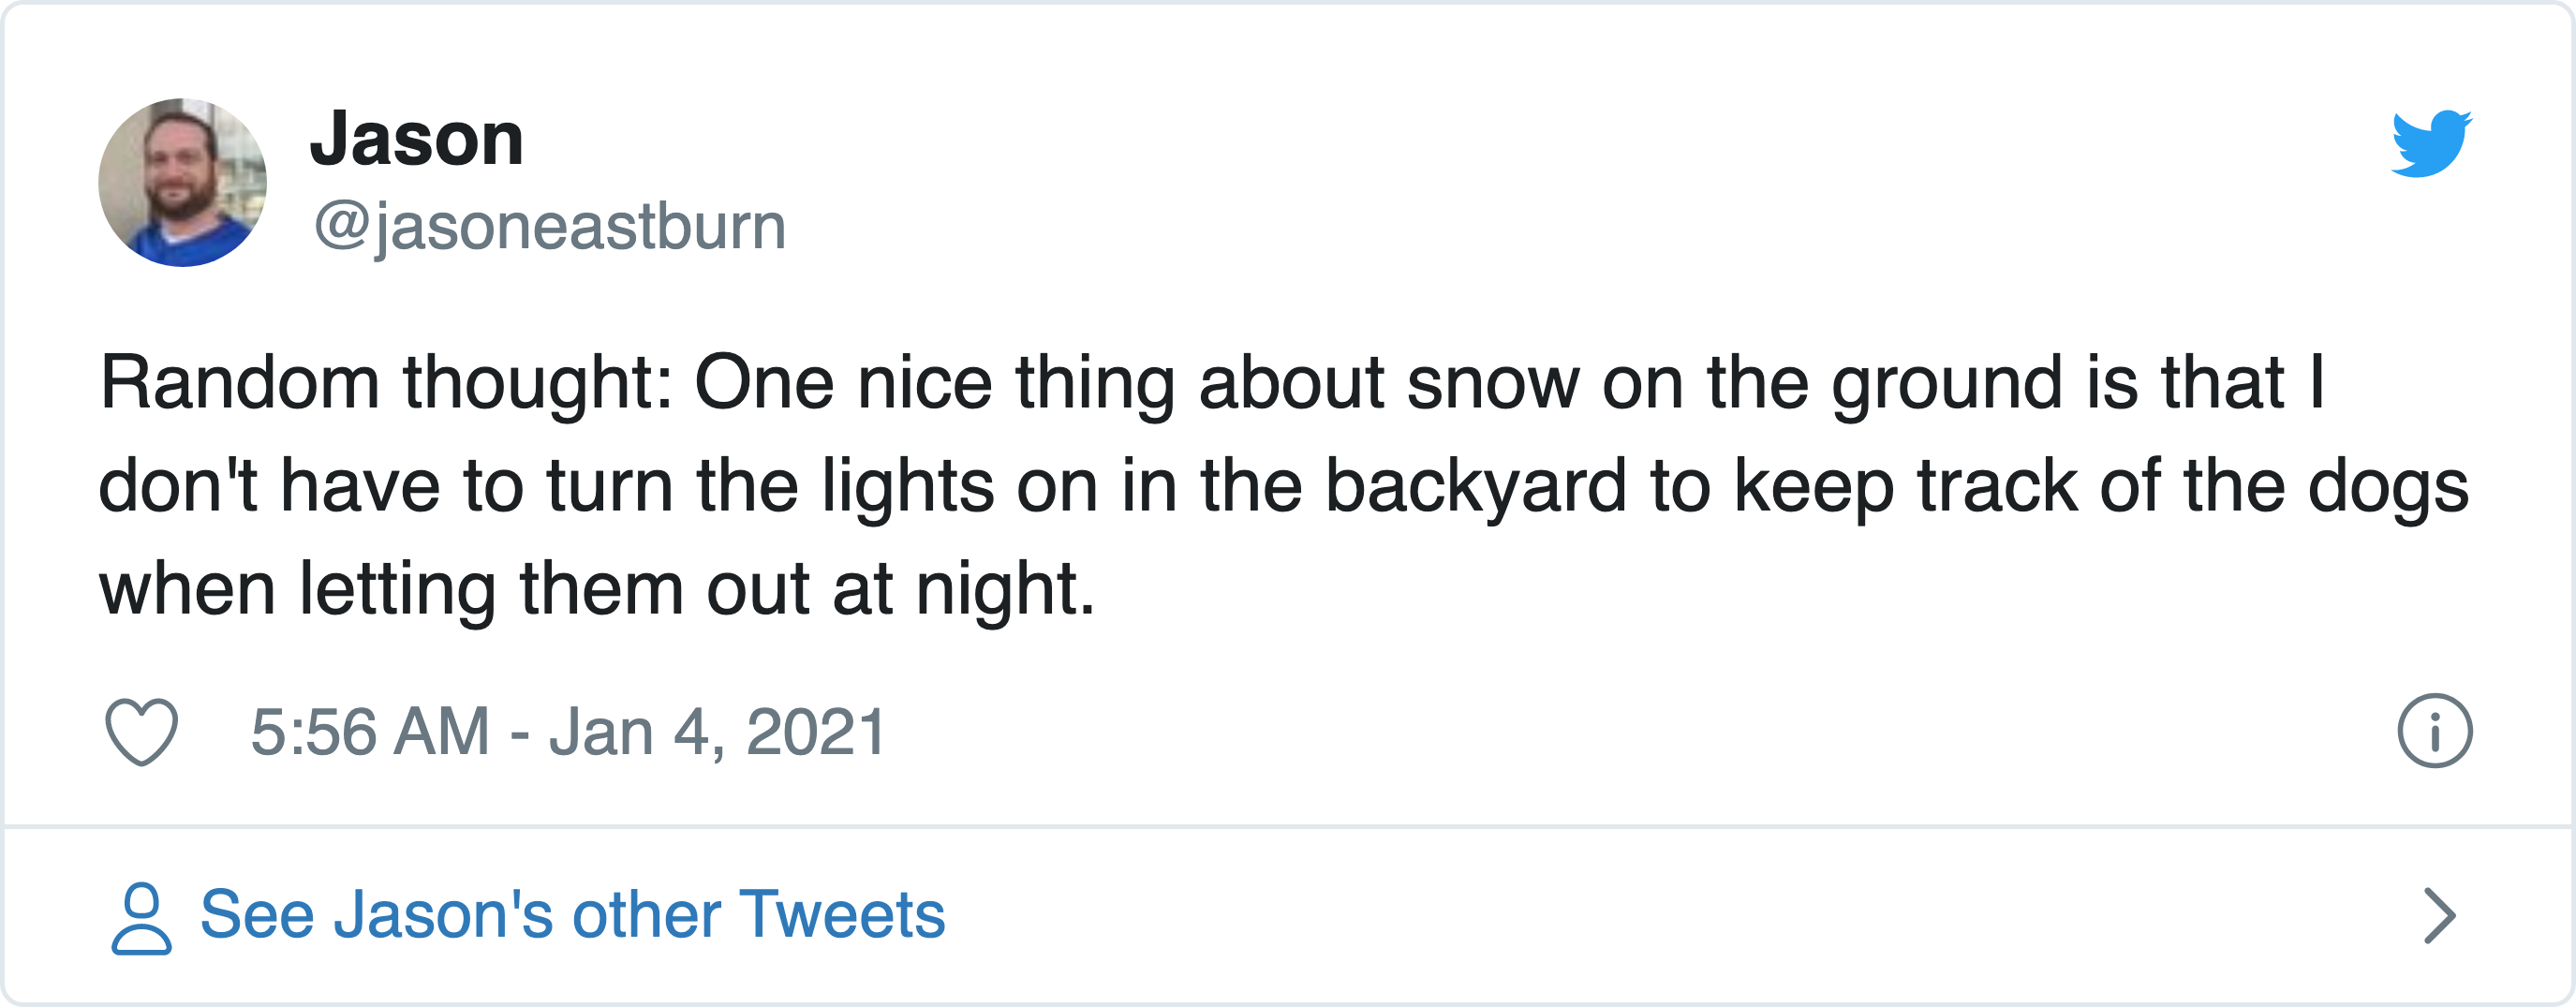 Jason
@jasoneastburn
Random thought: One nice thing about snow on the ground is that I
don't have to turn the lights on in the backyard to keep track of the dogs
when letting them out at night.
5:56 AM - Jan 4, 2021
See Jason's other Tweets